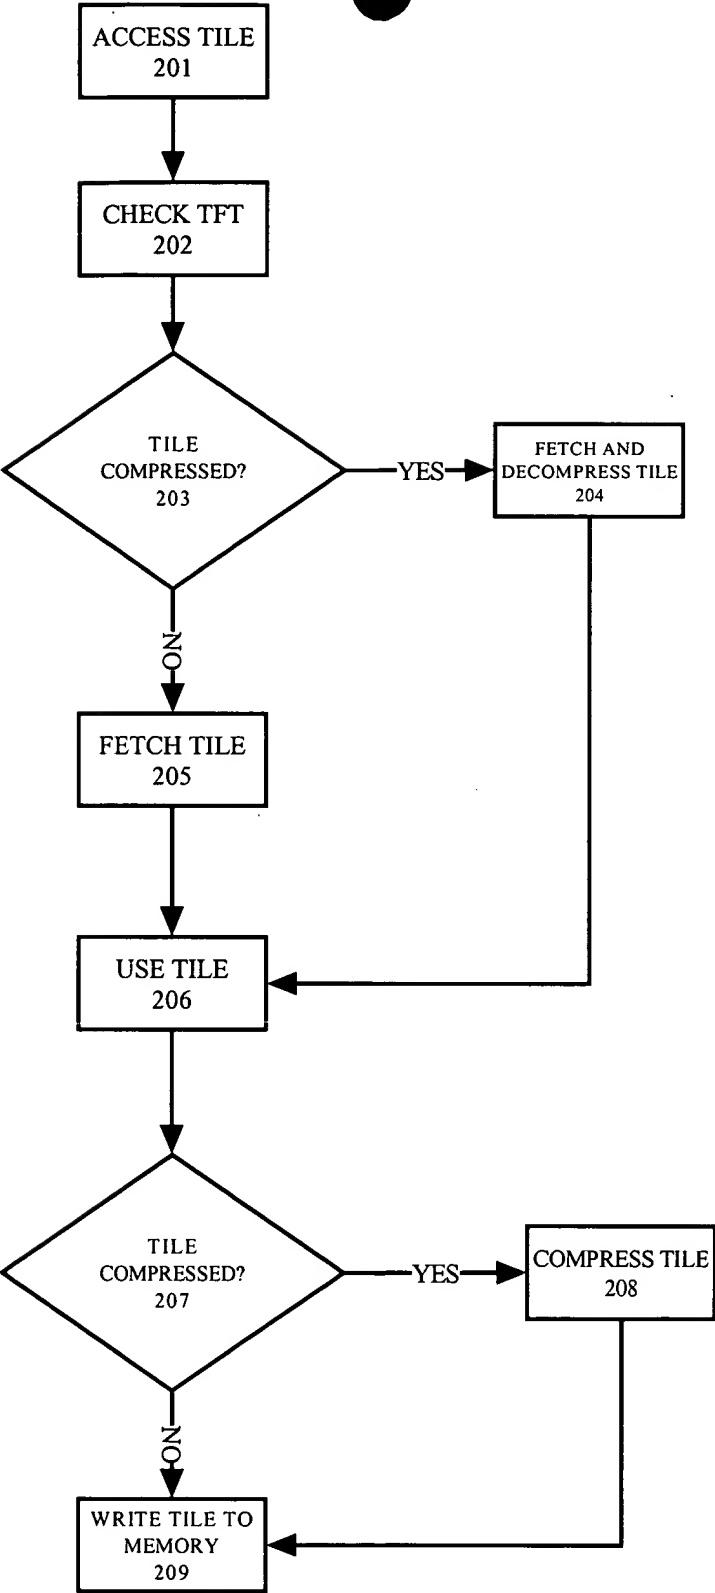 ACCESS TILE
201
CHECK TFT
202
TILE
COMPRESSED?
203
YES
FETCH AND
DECOMPRESS TILE
204
NO
FETCH TILE
205
USE TILE
206
TILE
COMPRESSED?
207
YES
COMPRESS TILE
208
NO
WRITE TILE TO
MEMORY
209